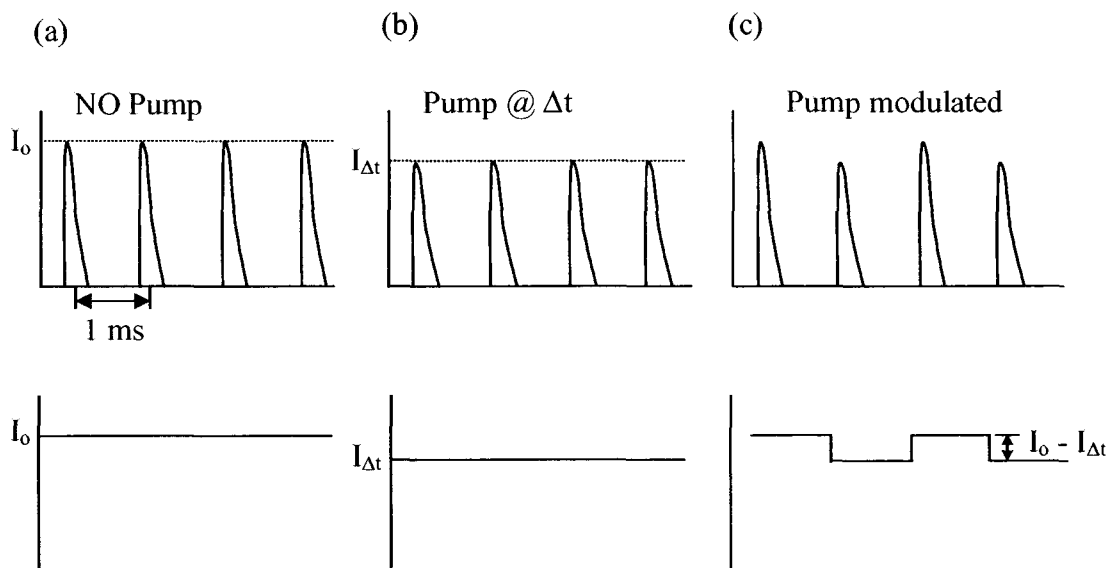 (a)
(b)
(c)
NO Pump
Pump @ Δt
Pump modulated
I₀
I_Δt
1 ms
I₀
I_Δt
I₀ - I_Δt